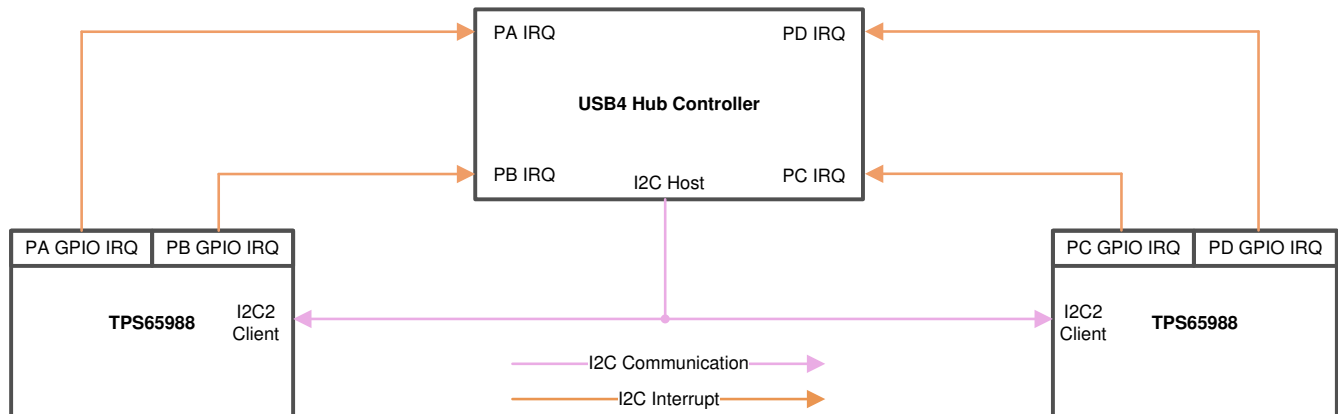 PA IRQ
PD IRQ
USB4 Hub Controller
PB IRQ
I2C Host
PC IRQ
PA GPIO IRQ
PB GPIO IRQ
PC GPIO IRQ
PD GPIO IRQ
TPS65988
I2C2
Client
I2C2
Client
TPS65988
I2C Communication
I2C Interrupt